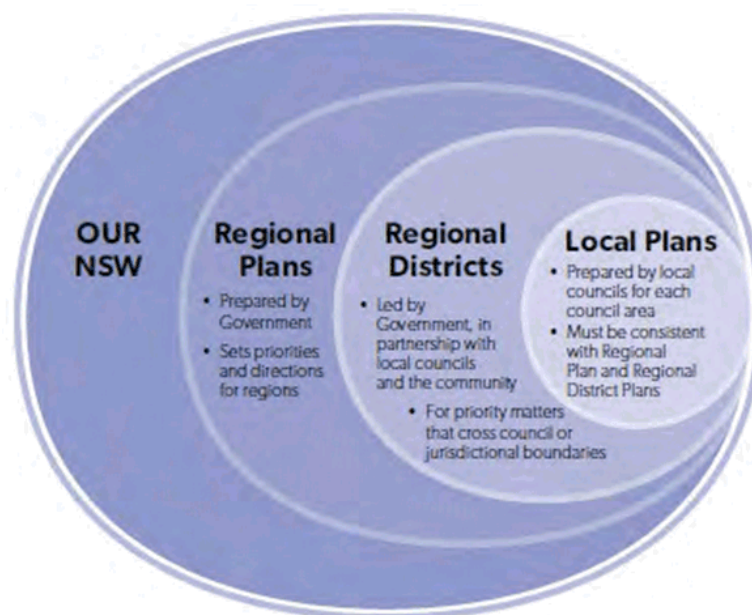 OUR
NSW
Regional
Plans
• Prepared by
Government
• Sets priorities
and directions
for regions
Regional
Districts
• Led by
Government, in
partnership with
local councils
and the community
• For priority matters
that cross council or
jurisdictional boundaries
Local Plans
• Prepared by local
councils for each
council area
• Must be consistent
with Regional
Plan and Regional
District Plans